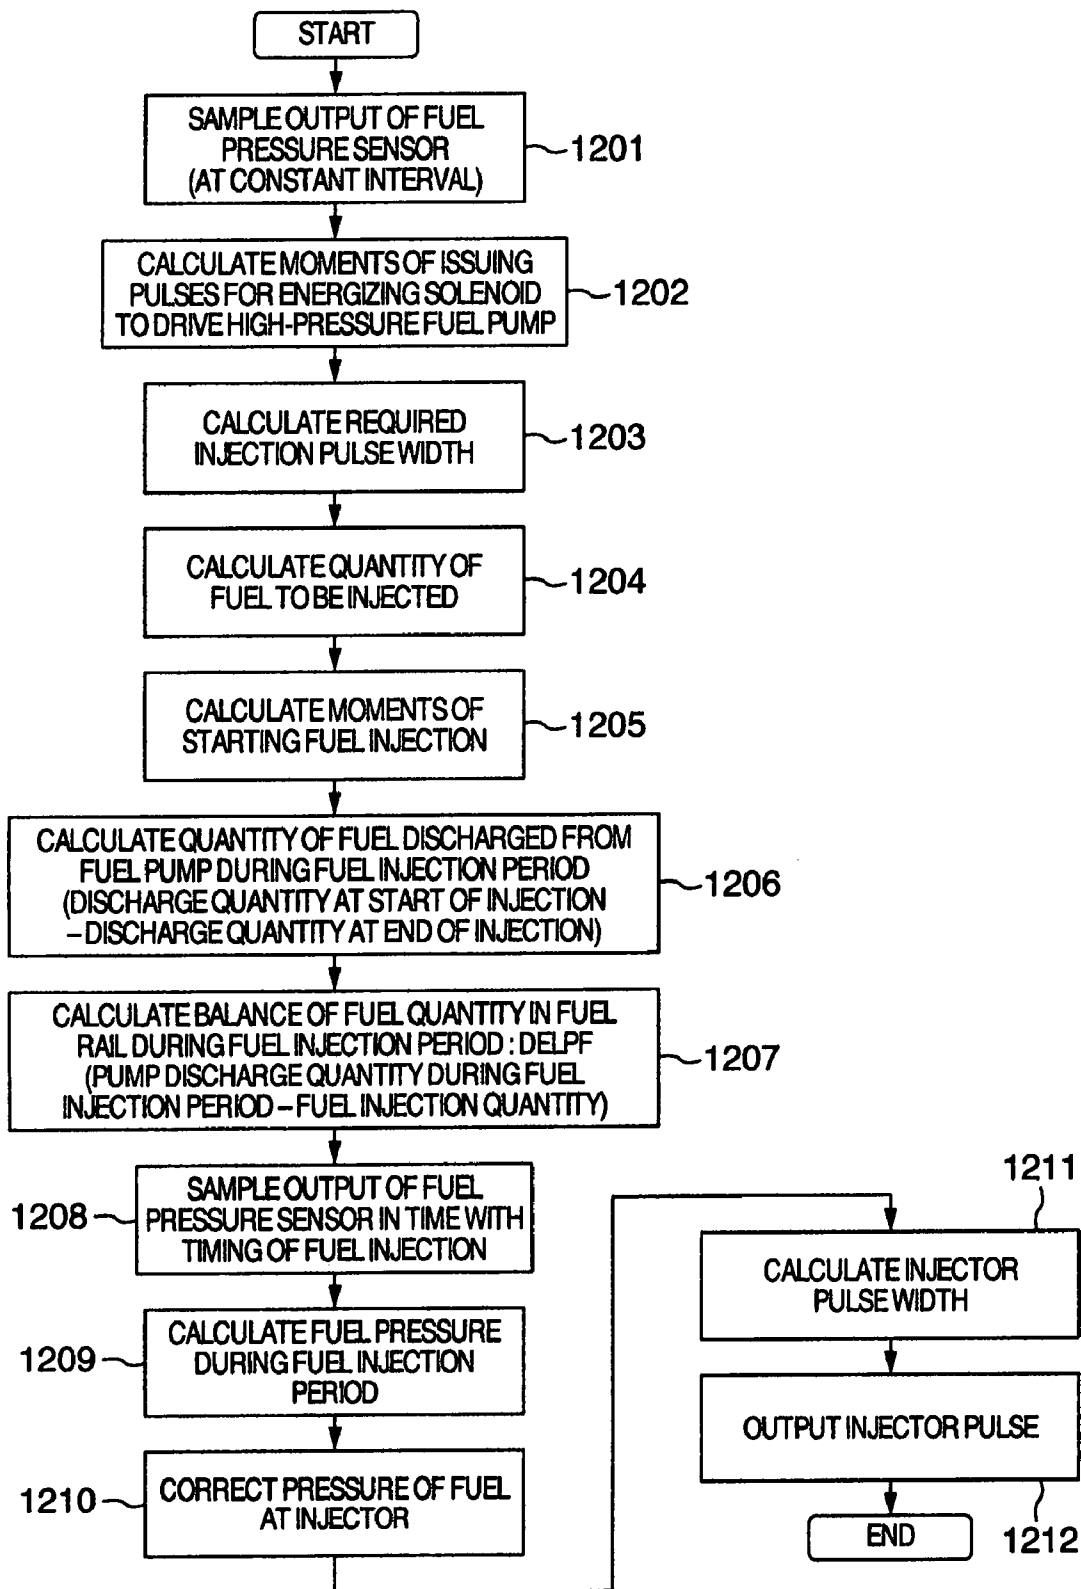 START
SAMPLE OUTPUT OF FUEL
PRESSURE SENSOR
(AT CONSTANT INTERVAL)
1201
CALCULATE MOMENTS OF ISSUING
PULSES FOR ENERGIZING SOLENOID
TO DRIVE HIGH-PRESSURE FUEL PUMP
1202
CALCULATE REQUIRED
INJECTION PULSE WIDTH
1203
CALCULATE QUANTITY OF
FUEL TO BE INJECTED
1204
CALCULATE MOMENTS OF
STARTING FUEL INJECTION
1205
CALCULATE QUANTITY OF FUEL DISCHARGED FROM
FUEL PUMP DURING FUEL INJECTION PERIOD
(DISCHARGE QUANTITY AT START OF INJECTION
–DISCHARGE QUANTITY AT END OF INJECTION)
1206
CALCULATE BALANCE OF FUEL QUANTITY IN FUEL
RAIL DURING FUEL INJECTION PERIOD : DELPF
(PUMP DISCHARGE QUANTITY DURING FUEL
INJECTION PERIOD – FUEL INJECTION QUANTITY)
1207
SAMPLE OUTPUT OF FUEL
PRESSURE SENSOR IN TIME WITH
TIMING OF FUEL INJECTION
1208
CALCULATE FUEL PRESSURE
DURING FUEL INJECTION
PERIOD
1209
CORRECT PRESSURE OF FUEL
AT INJECTOR
1210
1211
CALCULATE INJECTOR
PULSE WIDTH
OUTPUT INJECTOR PULSE
1212
END